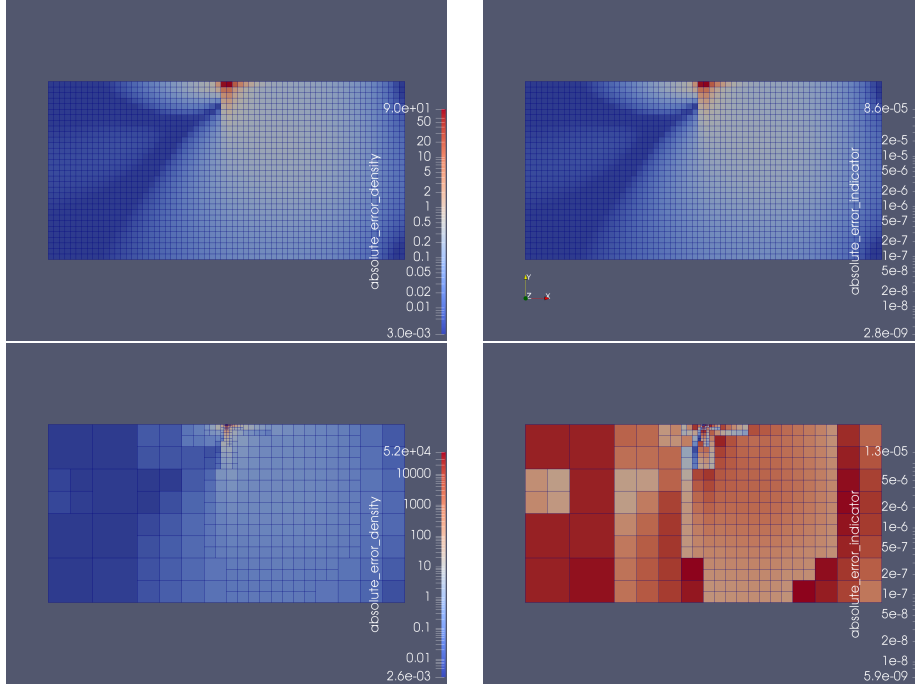 9.0e+01
50
20
10
5
2
1
0.5
0.2
0.1
0.05
0.02
0.01
3.0e-03
absolute_error_density
8.6e-05
2e-5
1e-5
5e-6
2e-6
1e-6
5e-7
2e-7
1e-7
5e-8
2e-8
1e-8
2.8e-09
absolute_error_indicator
Y
Z
X
5.2e+04
10000
1000
100
10
1
0.1
0.01
2.6e-03
absolute_error_density
1.3e-05
5e-6
2e-6
1e-6
5e-7
2e-7
1e-7
5e-8
2e-8
1e-8
5.9e-09
absolute_error_indicator